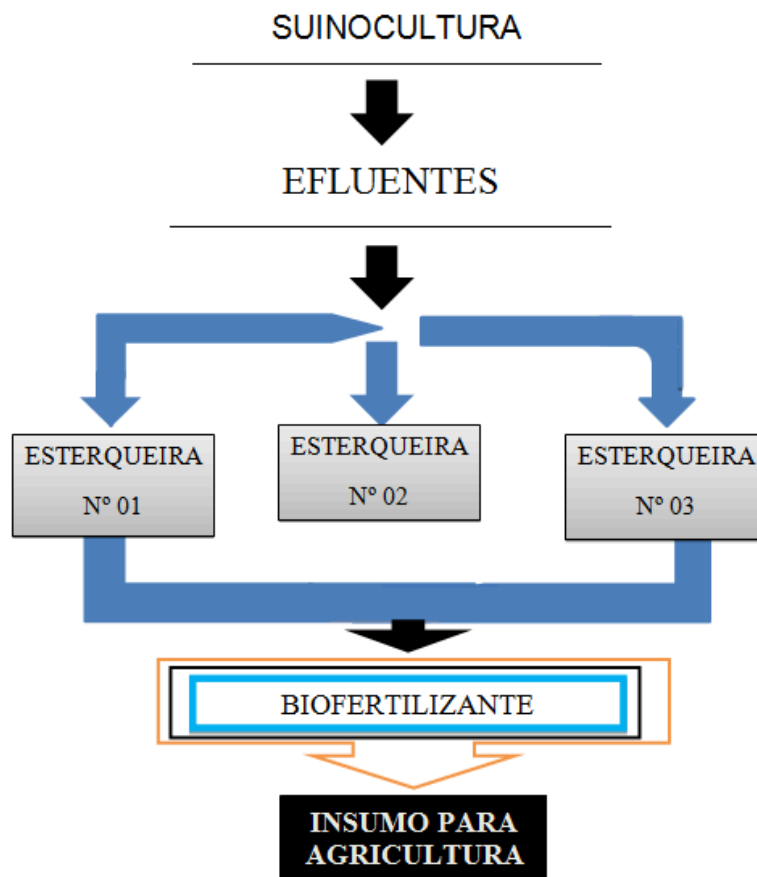 SUINOCULTURA
EFLUENTES
ESTERQUEIRA
Nº 01
ESTERQUEIRA
Nº 02
ESTERQUEIRA
Nº 03
BIOFERTILIZANTE
INSUMO PARA
AGRICULTURA